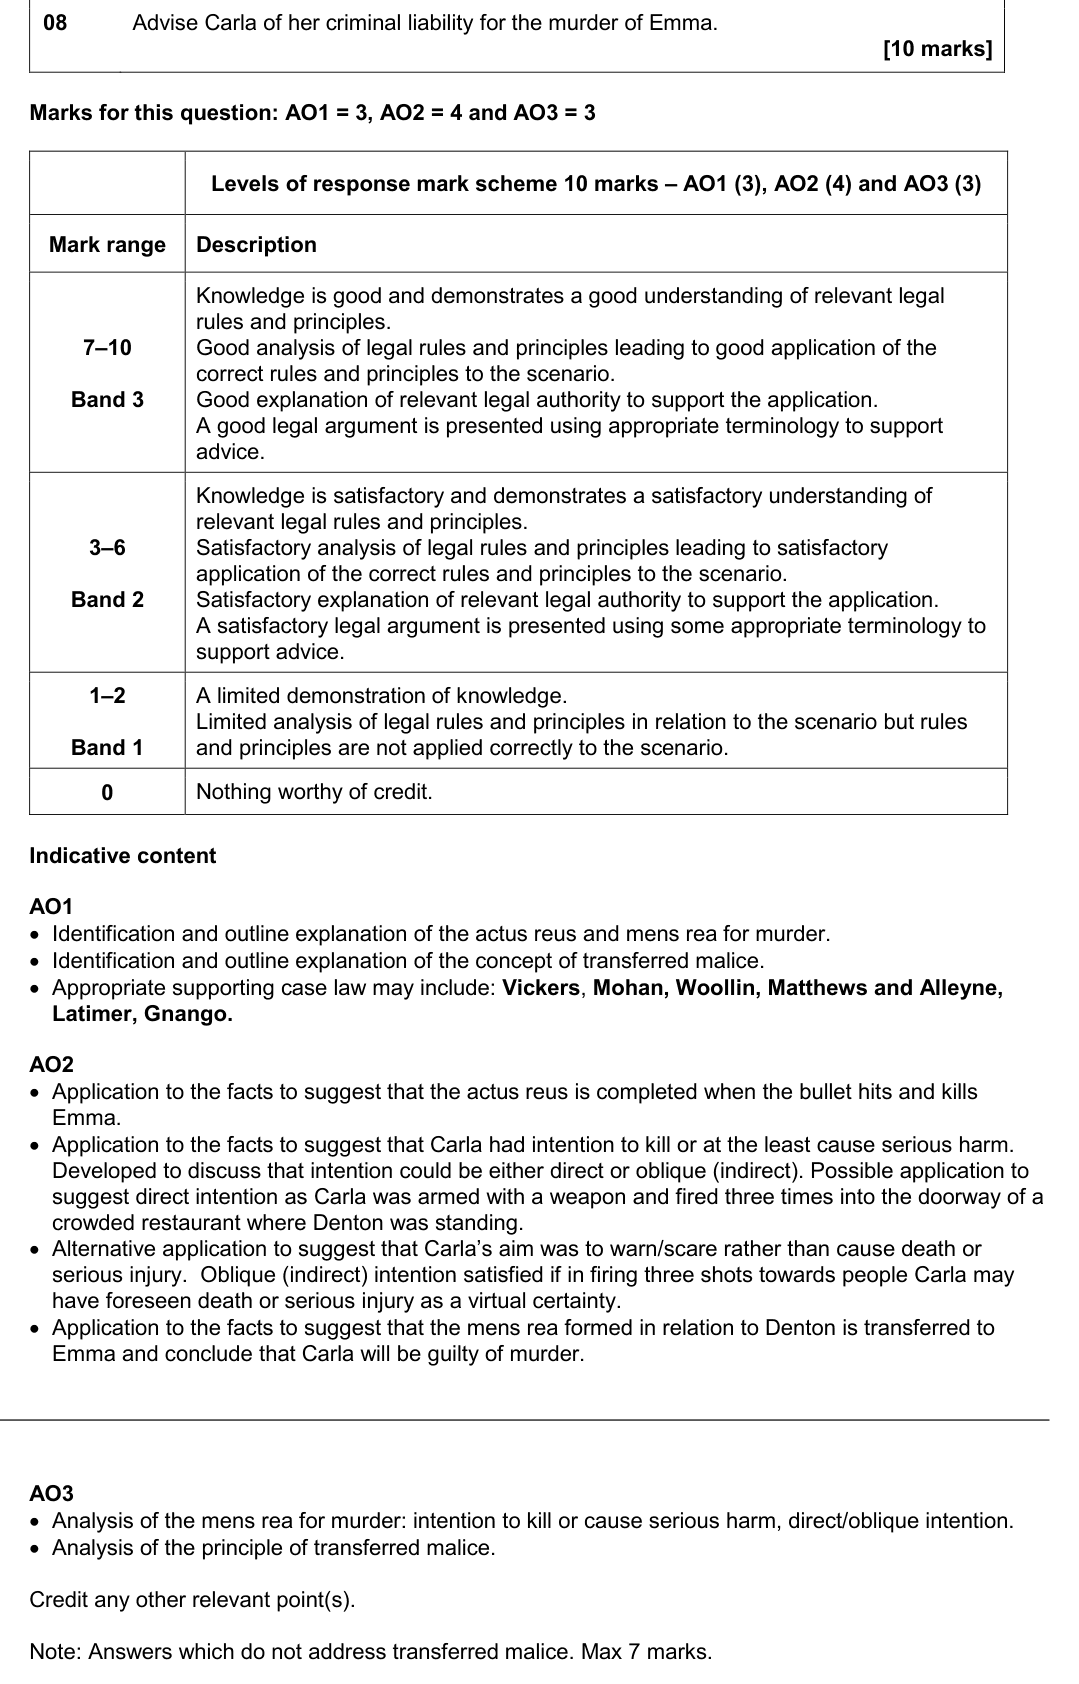 08 Advise Carla of her criminal liability for the murder of Emma.
[10 marks]
Marks for this question: AO1 = 3, AO2 = 4 and AO3 = 3
Levels of response mark scheme 10 marks – AO1 (3), AO2 (4) and AO3 (3)
Mark range Description
7–10
Band 3
Knowledge is good and demonstrates a good understanding of relevant legal
rules and principles.
Good analysis of legal rules and principles leading to good application of the
correct rules and principles to the scenario.
Good explanation of relevant legal authority to support the application.
A good legal argument is presented using appropriate terminology to support
advice.
3–6
Band 2
Knowledge is satisfactory and demonstrates a satisfactory understanding of
relevant legal rules and principles.
Satisfactory analysis of legal rules and principles leading to satisfactory
application of the correct rules and principles to the scenario.
Satisfactory explanation of relevant legal authority to support the application.
A satisfactory legal argument is presented using some appropriate terminology to
support advice.
1–2
Band 1
A limited demonstration of knowledge.
Limited analysis of legal rules and principles in relation to the scenario but rules
and principles are not applied correctly to the scenario.
0 Nothing worthy of credit.
Indicative content
AO1
• Identification and outline explanation of the actus reus and mens rea for murder.
• Identification and outline explanation of the concept of transferred malice.
• Appropriate supporting case law may include: Vickers, Mohan, Woollin, Matthews and Alleyne,
Latimer, Gnango.
AO2
• Application to the facts to suggest that the actus reus is completed when the bullet hits and kills
Emma.
• Application to the facts to suggest that Carla had intention to kill or at the least cause serious harm.
Developed to discuss that intention could be either direct or oblique (indirect). Possible application to
suggest direct intention as Carla was armed with a weapon and fired three times into the doorway of a
crowded restaurant where Denton was standing.
• Alternative application to suggest that Carla’s aim was to warn/scare rather than cause death or
serious injury. Oblique (indirect) intention satisfied if in firing three shots towards people Carla may
have foreseen death or serious injury as a virtual certainty.
• Application to the facts to suggest that the mens rea formed in relation to Denton is transferred to
Emma and conclude that Carla will be guilty of murder.
AO3
• Analysis of the mens rea for murder: intention to kill or cause serious harm, direct/oblique intention.
• Analysis of the principle of transferred malice.
Credit any other relevant point(s).
Note: Answers which do not address transferred malice. Max 7 marks.